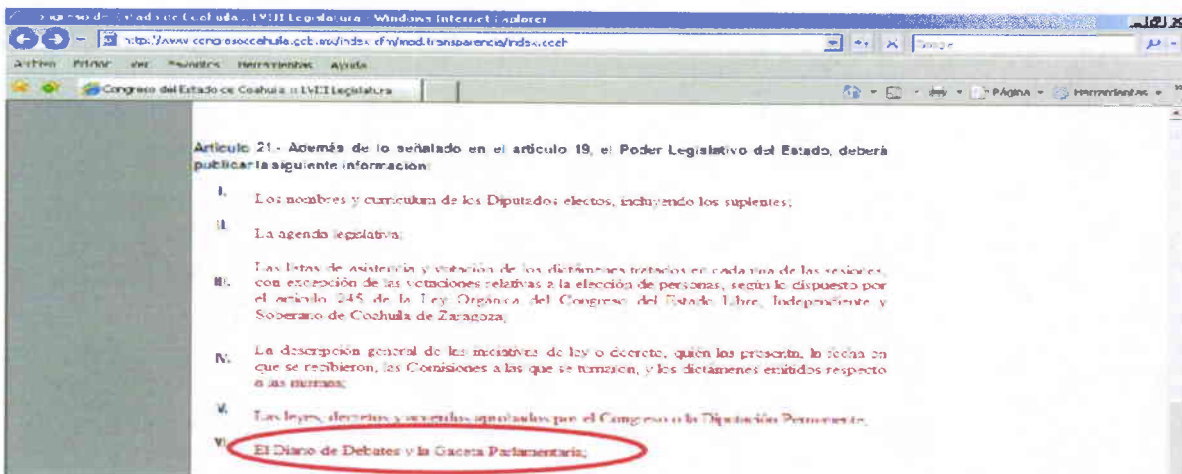 Congreso del Estado de Coahuila :: LVIII Legislatura - Windows Internet Explorer
Archivo Ver Favoritos Herramientas Ayuda
Congreso del Estado de Coahuila :: LVIII Legislatura
Página Herramientas
Artículo 21.- Además de lo señalado en el artículo 19, el Poder Legislativo del Estado, deberá
publicar la siguiente información:
I. Los nombres y curriculum de los Diputados electos, incluyendo los suplentes;
II. La agenda legislativa;
Las listas de asistencia y votación de los dictámenes tratados en cada una de las sesiones,
III. con excepción de las votaciones relativas a la elección de personas, según lo dispuesto por
el artículo 245 de la Ley Orgánica del Congreso del Estado Libre, Independiente y
Soberano de Coahuila de Zaragoza;
La descripción general de las iniciativas de ley o decreto, quién las presenta, la fecha en
IV. que se recibieron, las Comisiones a las que se turnaron, y los dictámenes emitidos respecto
a las mismas;
V. Las leyes, decretos y acuerdos aprobados por el Congreso o la Diputación Permanente;
VI. El Diario de Debates y la Gaceta Parlamentaria;